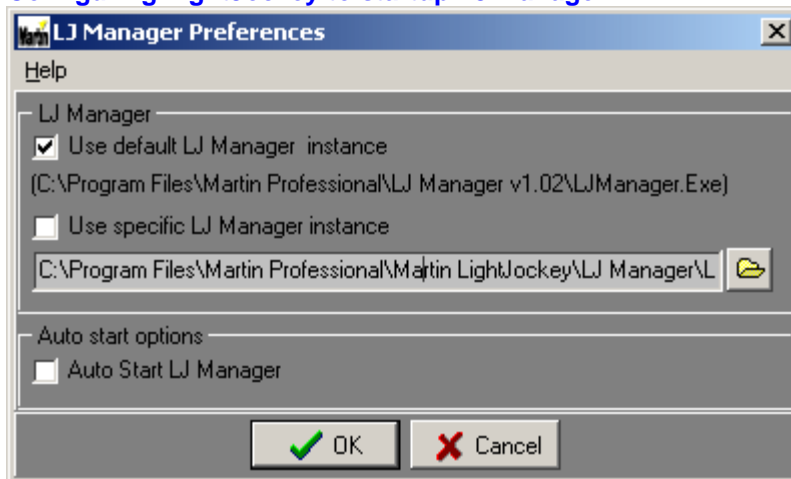 LJ Manager Preferences
Help
LJ Manager
Use default LJ Manager instance
(C:\Program Files\Martin Professional\LJ Manager v1.02\LJManager.Exe)
Use specific LJ Manager instance
C:\Program Files\Martin Professional\Martin LightJockey\LJ Manager\L
Auto start options
Auto Start LJ Manager
OK Cancel